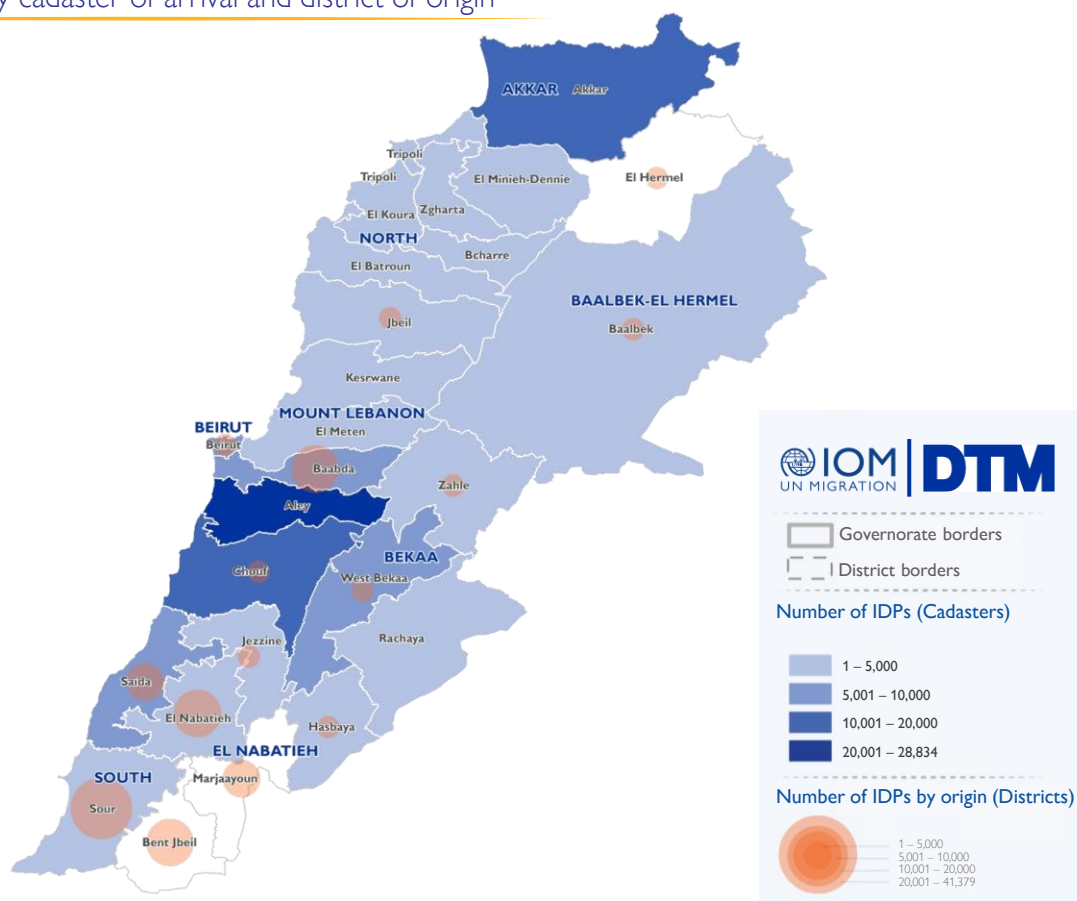 y cadaster of arrival and district of origin
AKKAR Akkar
Tripoli
Tripoli
El Minieh-Dennie
El Hermel
El Koura
Zgharta
NORTH
Bcharre
El Batroun
BAALBEK-EL HERMEL
Jbeil
Baalbek
Kesrwane
MOUNT LEBANON
BEIRUT
El Meten
Beirut
Baabda
Zahle
Aley
BEKAA
Chouf
West Bekaa
Jezzine
Rachaya
Saida
El Nabatieh
Hasbaya
EL NABATIEH
SOUTH
Marjaayoun
Sour
Bent Jbeil
IOM
UN MIGRATION
DTM
Governorate borders
District borders
Number of IDPs (Cadasters)
1 – 5,000
5,001 – 10,000
10,001 – 20,000
20,001 – 28,834
Number of IDPs by origin (Districts)
1 – 5,000
5,001 – 10,000
10,001 – 20,000
20,001 – 41,379